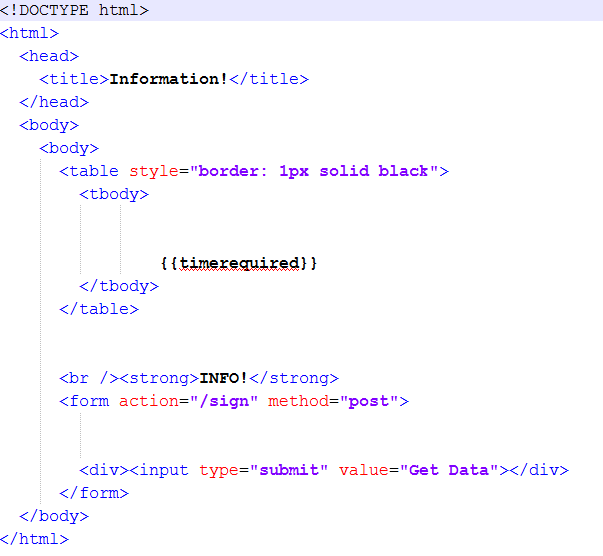 <!DOCTYPE html>
<html>
<head>
<title>Information!</title>
</head>
<body>
<body>
<table style="border: 1px solid black">
<tbody>
{{timerequired}}
</tbody>
</table>
<br /><strong>INFO!</strong>
<form action="/sign" method="post">
<div><input type="submit" value="Get Data"></div>
</form>
</body>
</html>